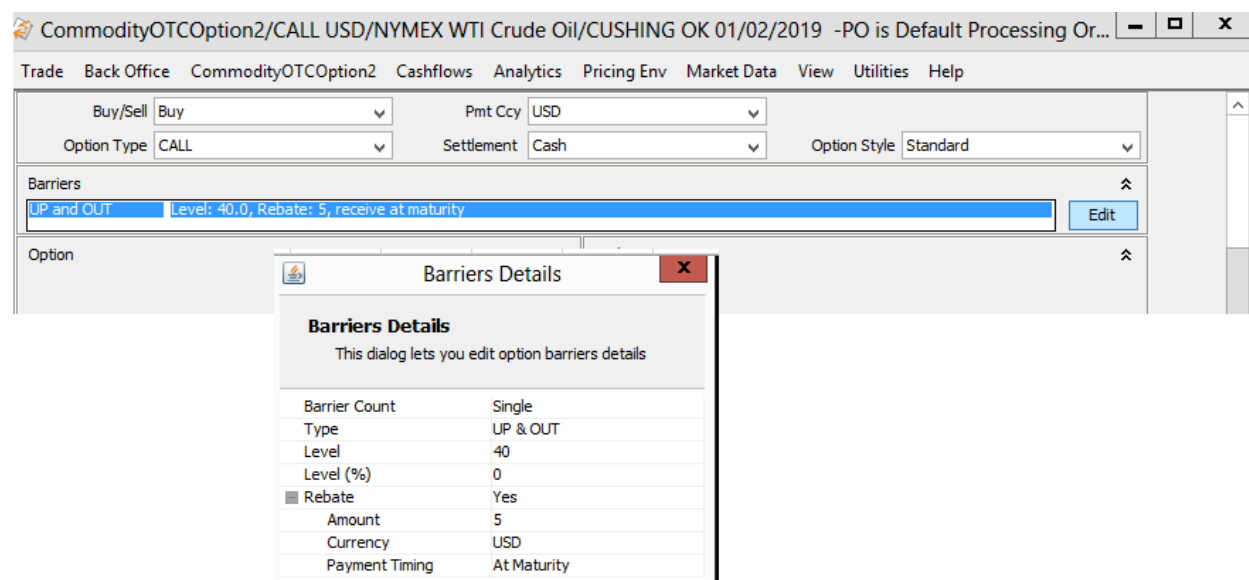 CommodityOTCOption2/CALL USD/NYMEX WTI Crude Oil/CUSHING OK 01/02/2019 -PO is Default Processing Or...
Trade Back Office CommodityOTCOption2 Cashflows Analytics Pricing Env Market Data View Utilities Help
Buy/Sell Buy Pmt Ccy USD
Option Type CALL Settlement Cash Option Style Standard
Barriers
UP and OUT Level: 40.0, Rebate: 5, receive at maturity Edit
Option
Barriers Details
Barriers Details
This dialog lets you edit option barriers details
Barrier Count Single
Type UP & OUT
Level 40
Level (%) 0
Rebate Yes
Amount 5
Currency USD
Payment Timing At Maturity